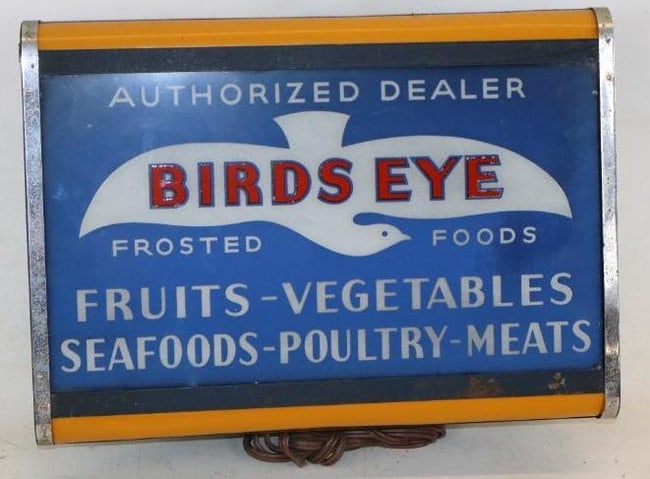 AUTHORIZED DEALER
BIRDS EYE
FROSTED FOODS
FRUITS-VEGETABLES
SEAFOODS-POULTRY-MEATS